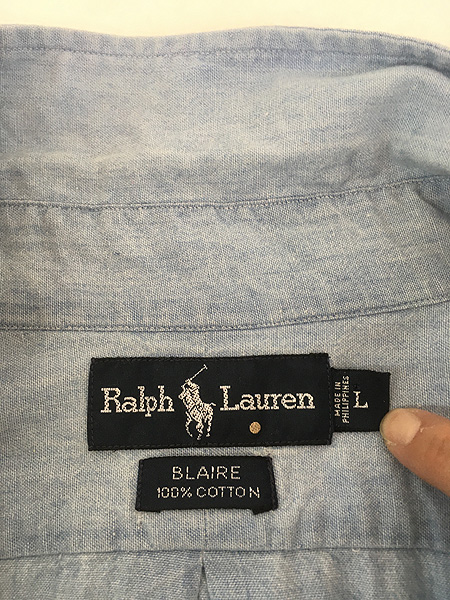 Ralph Lauren
MADE IN
PHILIPPINES
L
BLAIRE
100% COTTON